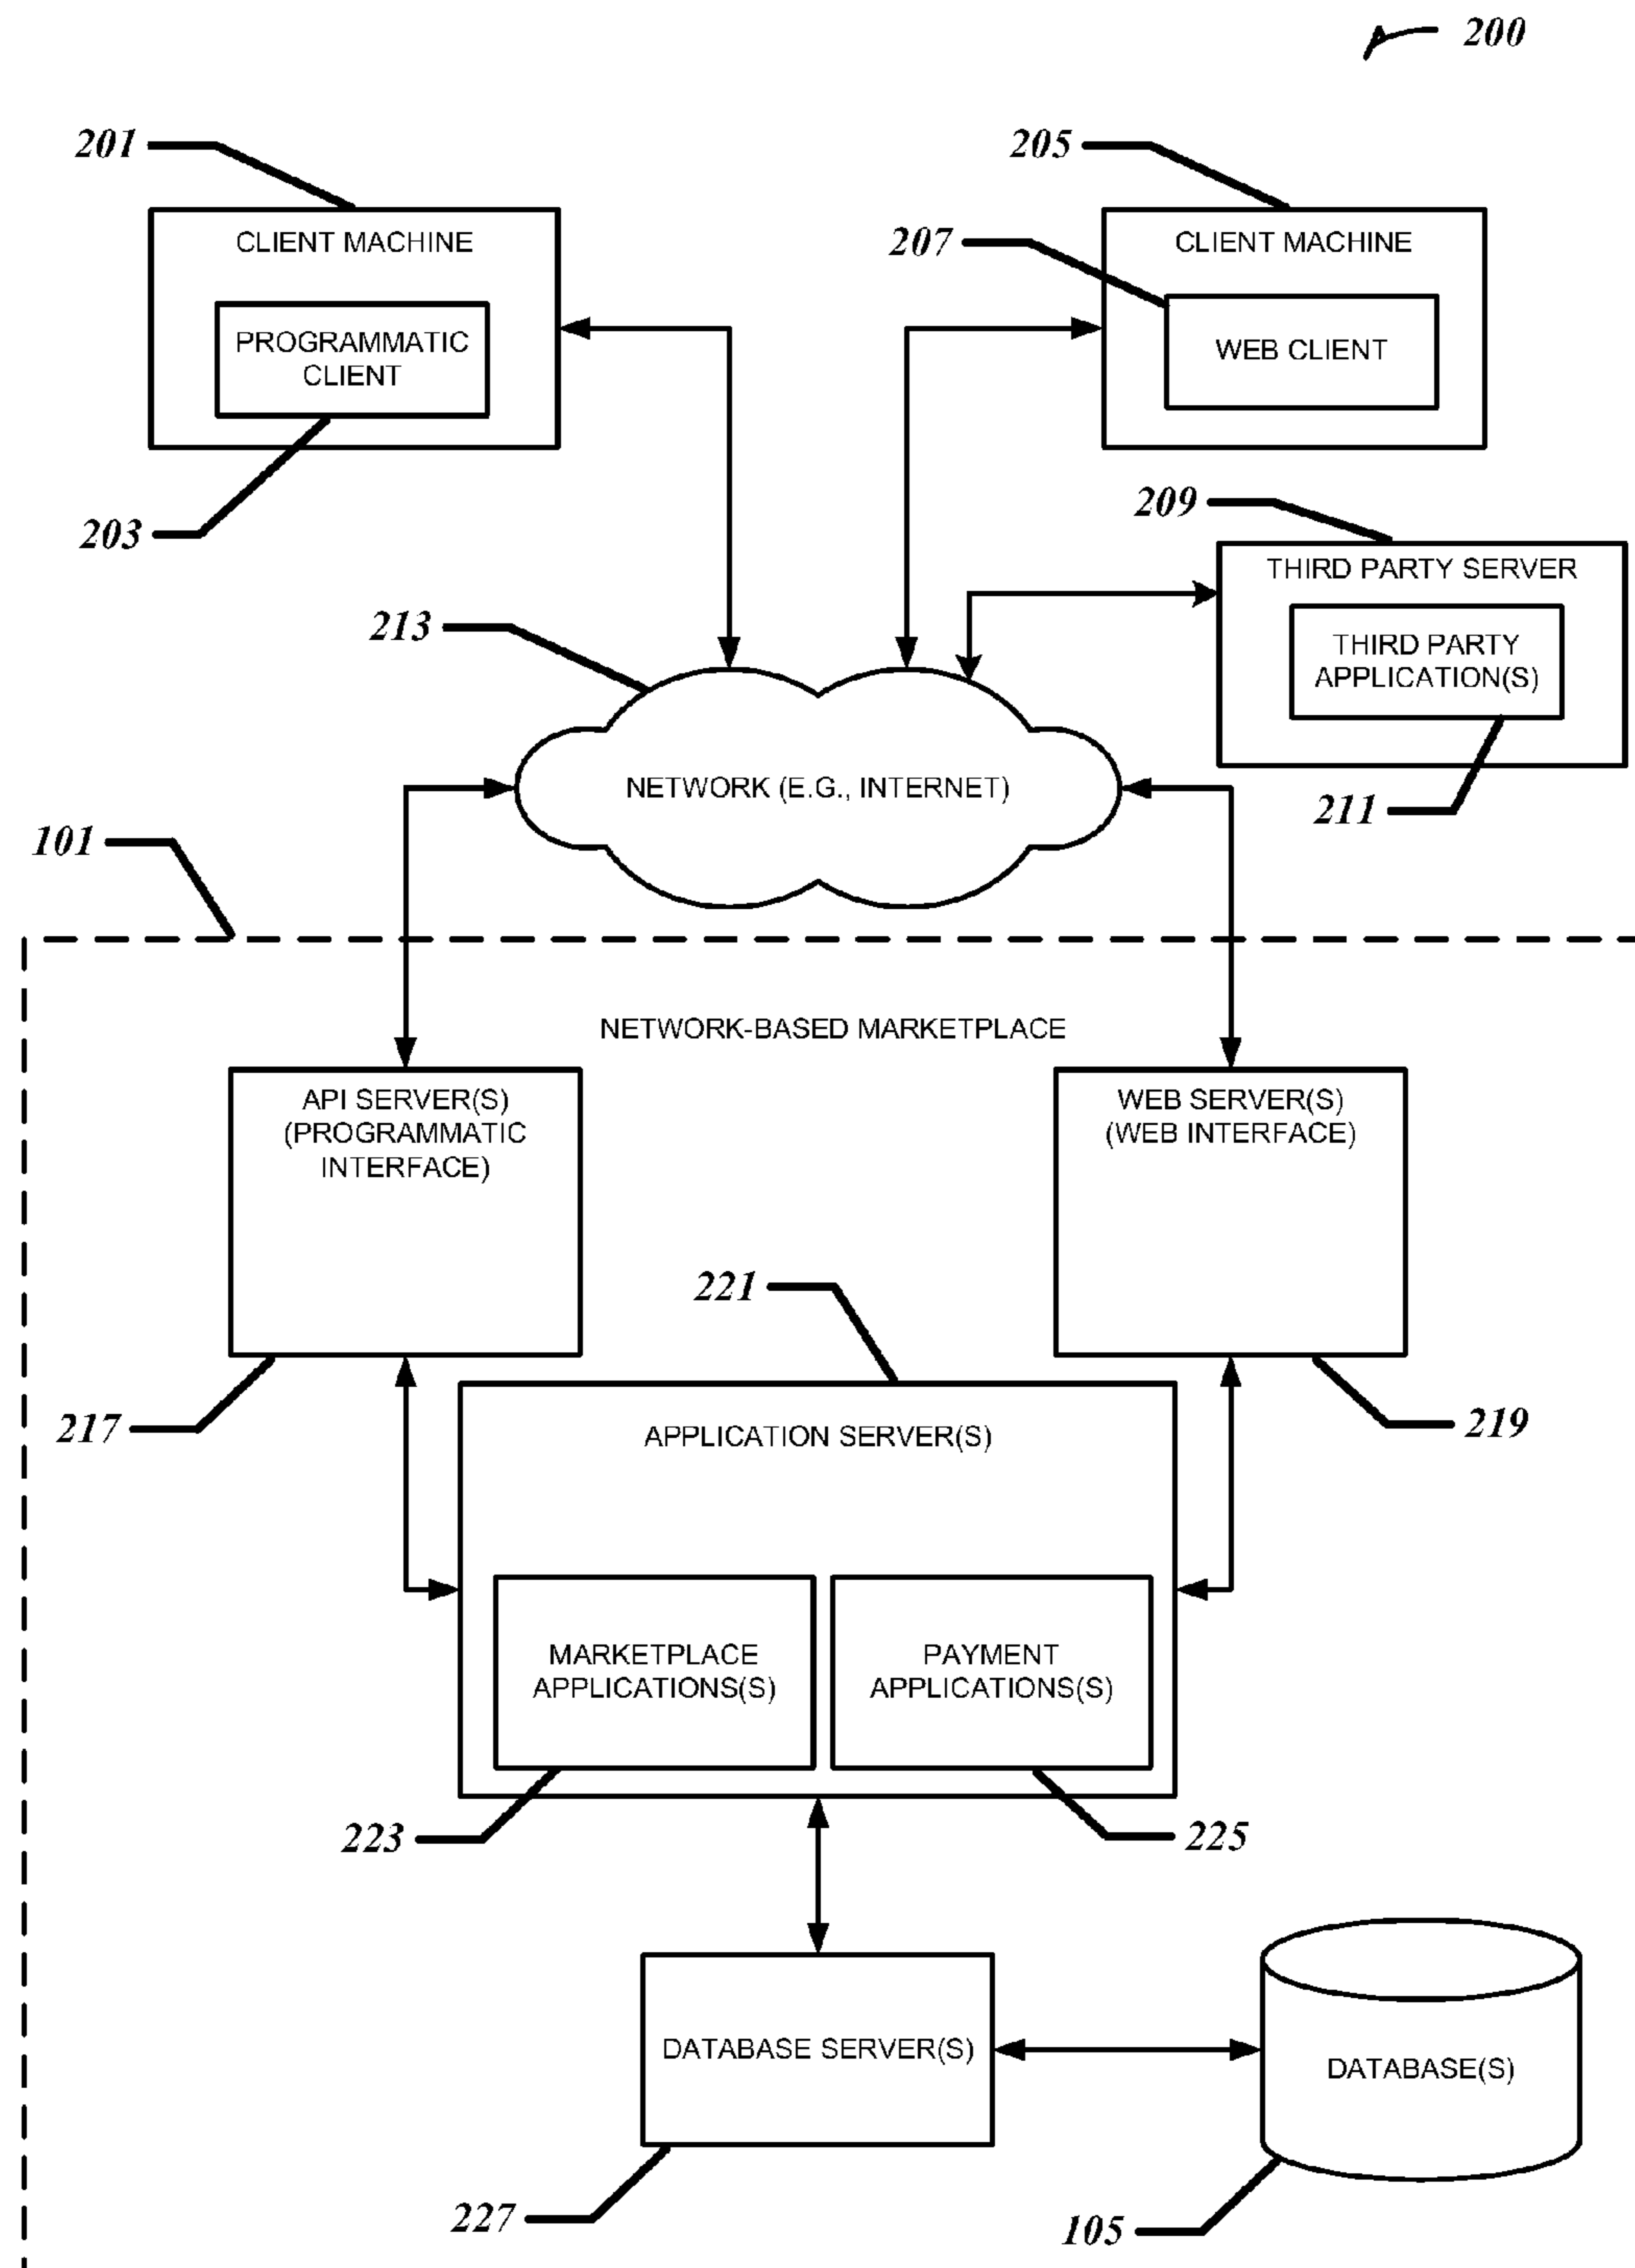 200
201
205
CLIENT MACHINE
207
CLIENT MACHINE
PROGRAMMATIC
CLIENT
WEB CLIENT
203
209
THIRD PARTY SERVER
213
THIRD PARTY
APPLICATION(S)
NETWORK (E.G., INTERNET)
211
101
NETWORK-BASED MARKETPLACE
API SERVER(S)
(PROGRAMMATIC
INTERFACE)
WEB SERVER(S)
(WEB INTERFACE)
221
217
219
APPLICATION SERVER(S)
MARKETPLACE
APPLICATIONS(S)
PAYMENT
APPLICATIONS(S)
223
225
DATABASE SERVER(S)
DATABASE(S)
227
105